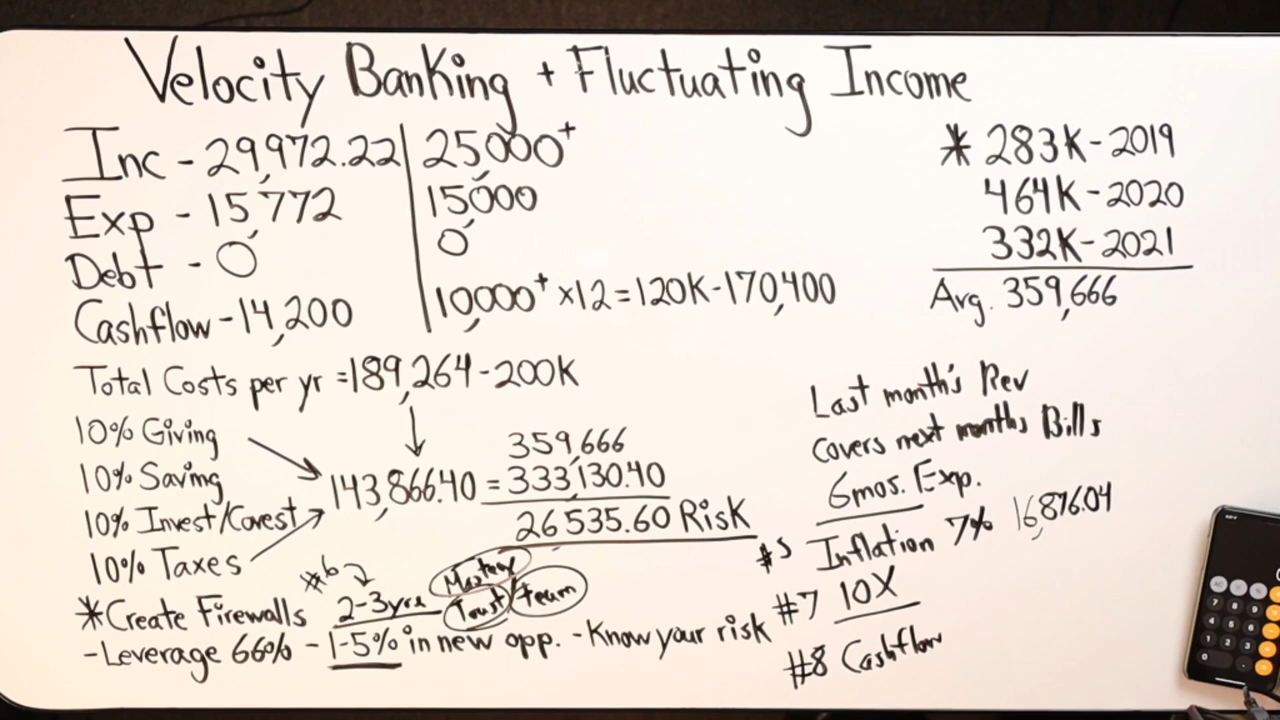 Velocity Banking + Fluctuating Income
Inc - 29,972.22 | 25,000+
Exp - 15,772 | 15,000
Debt - 0 | 0
Cashflow - 14,200 | 10,000+ x12 = 120K - 170,400
* 283K - 2019
464K - 2020
332K - 2021
Avg. 359,666
Total Costs per yr = 189,264 - 200K
10% Giving
10% Saving
10% Invest/Covest
10% Taxes
143,866.40 =
359,666
333,130.40
26535.60 Risk
Last month's Rev
covers next months Bills
6mos. Exp.
#5 Inflation 7% 16,876.04
#7 10X
#8 Cashflow
#6
*Create Firewalls 2-3yrs Trust/team
- Leverage 66% - 1-5% in new opp. - Know your risk